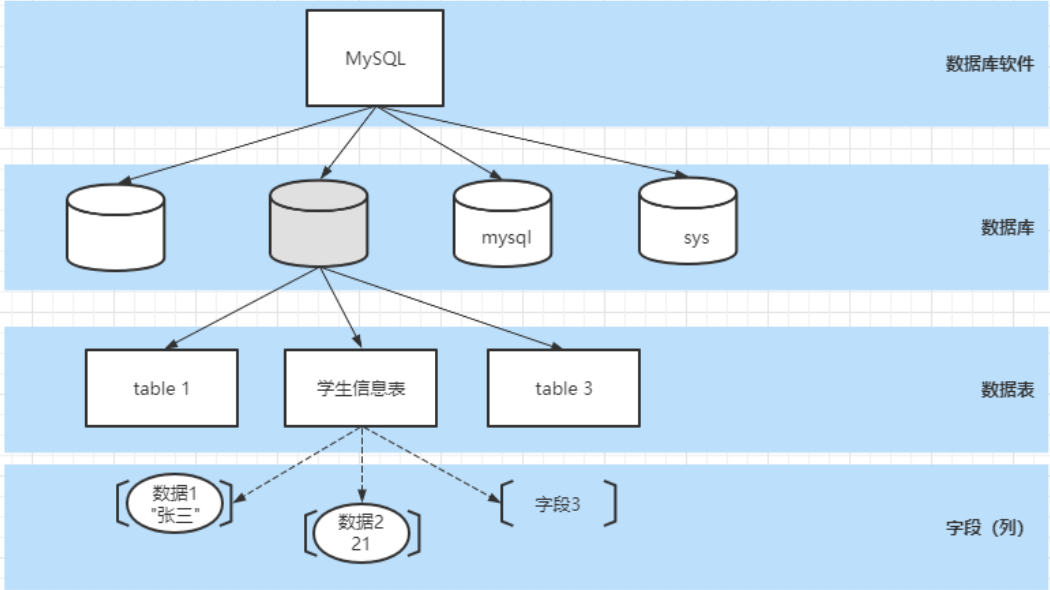 MySQL
数据库软件
mysql
sys
数据库
table 1
学生信息表
table 3
数据表
数据1
"张三"
数据2
21
字段3
字段（列）